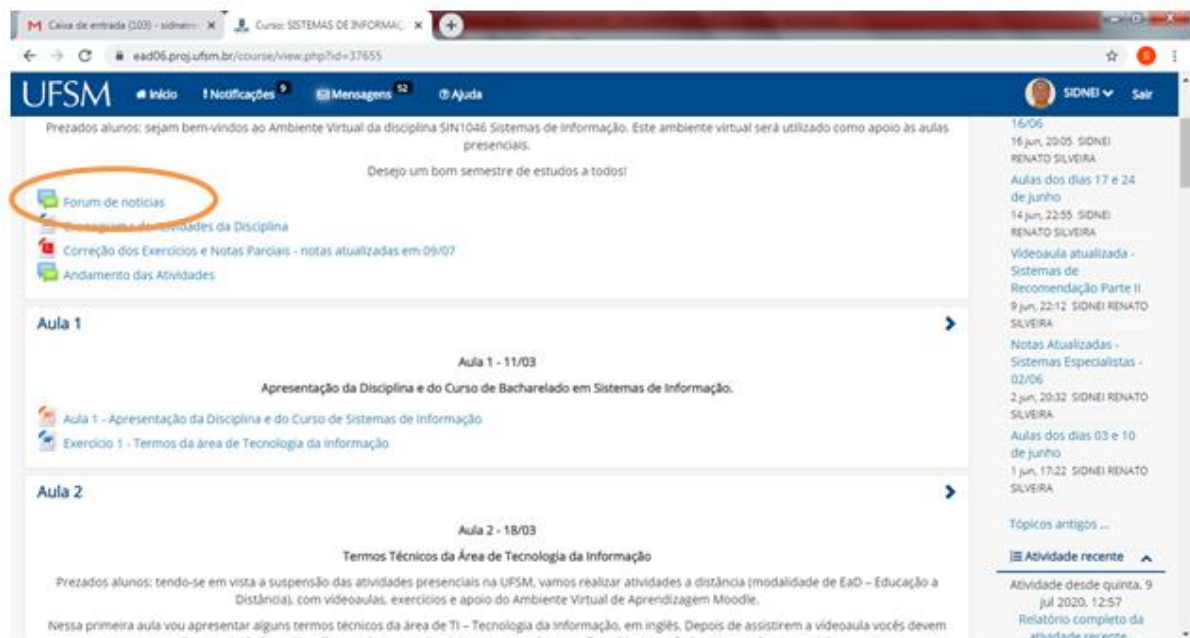 Caixa de entrada (103) - sidneir
Curso: SISTEMAS DE INFORMAÇ
ead06.proj.ufsm.br/course/view.php?id=37655
UFSM Início Notificações 9 Mensagens 52 Ajuda SIDNEI Sair
Prezados alunos: sejam bem-vindos ao Ambiente Virtual da disciplina SIN1046 Sistemas de Informação. Este ambiente virtual será utilizado como apoio às aulas
presenciais.
Desejo um bom semestre de estudos a todos!
Forum de notícias
Cronograma de Atividades da Disciplina
Correção dos Exercícios e Notas Parciais - notas atualizadas em 09/07
Andamento das Atividades
Aula 1
Aula 1 - 11/03
Apresentação da Disciplina e do Curso de Bacharelado em Sistemas de Informação.
Aula 1 - Apresentação da Disciplina e do Curso de Sistemas de Informação
Exercício 1 - Termos da área de Tecnologia da Informação
Aula 2
Aula 2 - 18/03
Termos Técnicos da Área de Tecnologia da Informação
Prezados alunos: tendo-se em vista a suspensão das atividades presenciais na UFSM, vamos realizar atividades a distância (modalidade de EaD – Educação a
Distância), com videoaulas, exercícios e apoio do Ambiente Virtual de Aprendizagem Moodle.
Nessa primeira aula vou apresentar alguns termos técnicos da área de TI – Tecnologia da Informação, em inglês. Depois de assistirem a videoaula vocês devem
16/06
16 jun, 20:05 SIDNEI
RENATO SILVEIRA
Aulas dos dias 17 e 24
de junho
14 jun, 22:55 SIDNEI
RENATO SILVEIRA
Videoaula atualizada -
Sistemas de
Recomendação Parte II
9 jun, 22:12 SIDNEI RENATO
SILVEIRA
Notas Atualizadas -
Sistemas Especialistas -
02/06
2 jun, 20:32 SIDNEI RENATO
SILVEIRA
Aulas dos dias 03 e 10
de junho
1 jun, 17:22 SIDNEI RENATO
SILVEIRA
Tópicos antigos ...
Atividade recente
Atividade desde quinta, 9
jul 2020, 12:57
Relatório completo da
atividade recente